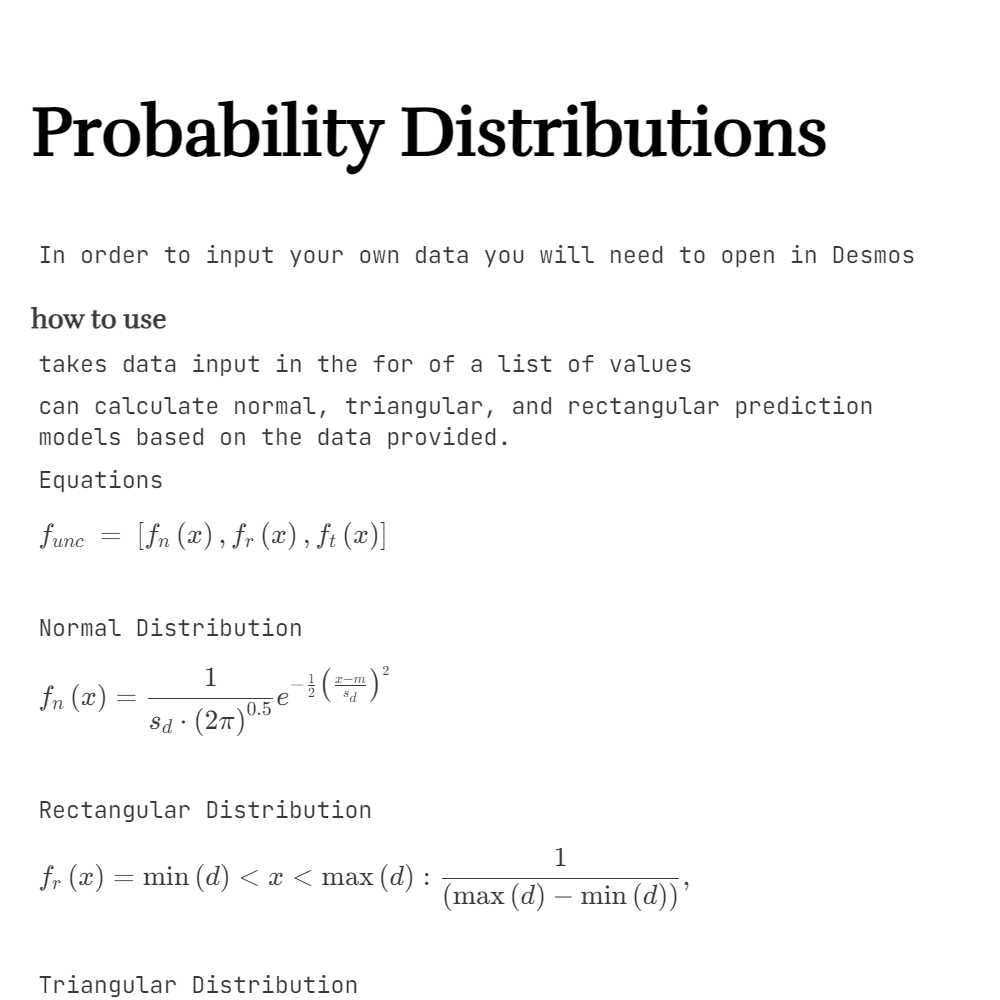 Probability Distributions
In order to input your own data you will need to open in Desmos
how to use
takes data input in the for of a list of values
can calculate normal, triangular, and rectangular prediction
models based on the data provided.
Equations
f_{unc} = [f_n(x), f_r(x), f_t(x)]
Normal Distribution
f_n(x) = \frac{1}{s_d \cdot (2\pi)^{0.5}} e^{-\frac{1}{2}\left(\frac{x-m}{s_d}\right)^2}
Rectangular Distribution
f_r(x) = \min(d) < x < \max(d) : \frac{1}{(\max(d) - \min(d))},
Triangular Distribution